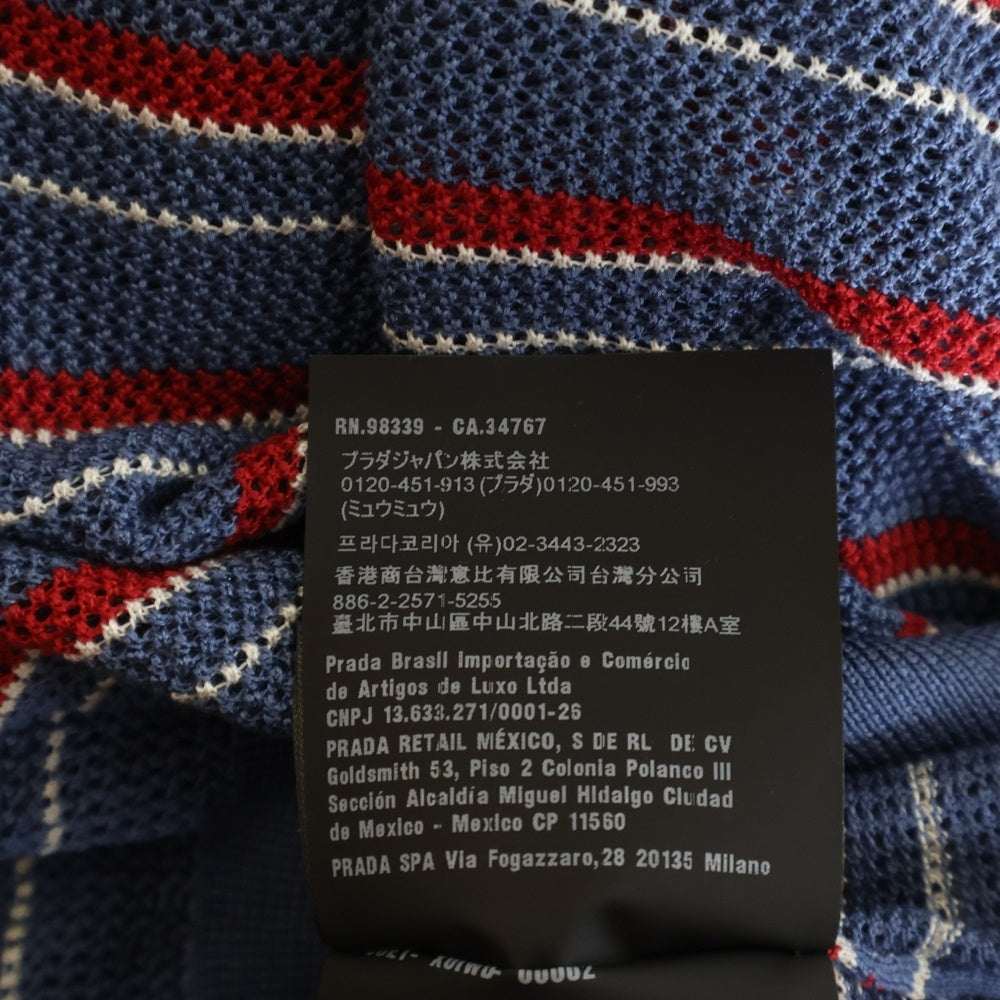 RN.98339 - CA.34767
プラダジャパン株式会社
0120-451-913 (プラダ)0120-451-993
(ミュウミュウ)
프라다코리아 (유)02-3443-2323
香港商台灣意比有限公司台灣分公司
886-2-2571-5255
臺北市中山區中山北路二段44號12樓A室
Prada Brasil Importação e Comércio
de Artigos de Luxo Ltda
CNPJ 13.633.271/0001-26
PRADA RETAIL MÉXICO, S DE RL DE CV
Goldsmith 53, Piso 2 Colonia Polanco III
Sección Alcaldía Miguel Hidalgo Ciudad
de Mexico - Mexico CP 11560
PRADA SPA Via Fogazzaro,28 20135 Milano